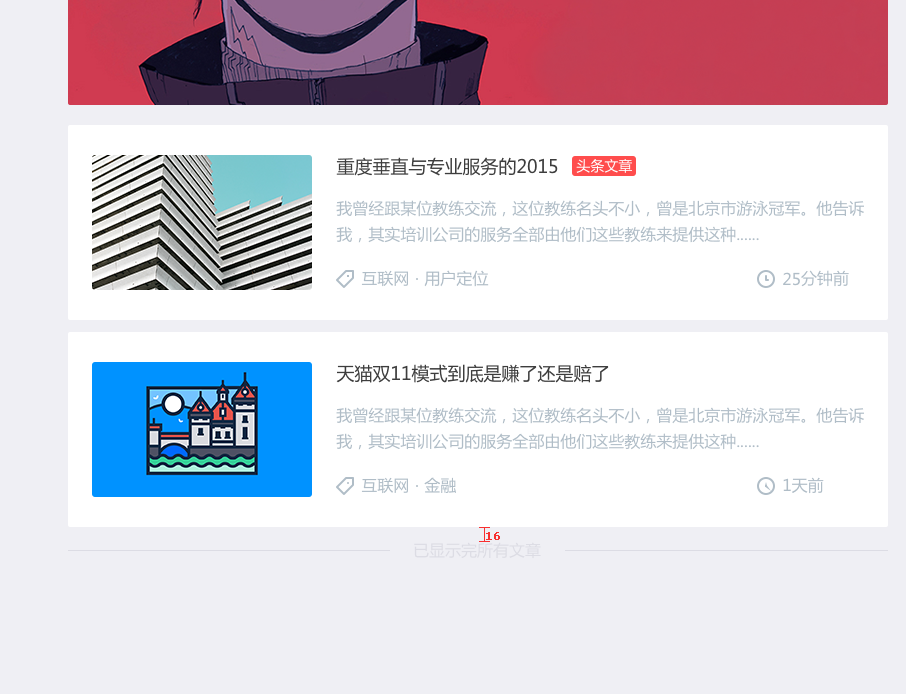 重度垂直与专业服务的2015 头条文章
我曾经跟某位教练交流，这位教练名头不小，曾是北京市游泳冠军。他告诉
我，其实培训公司的服务全部由他们这些教练来提供这种……
互联网 · 用户定位 25分钟前
天猫双11模式到底是赚了还是赔了
我曾经跟某位教练交流，这位教练名头不小，曾是北京市游泳冠军。他告诉
我，其实培训公司的服务全部由他们这些教练来提供这种……
互联网 · 金融 1天前
16
已显示完所有文章